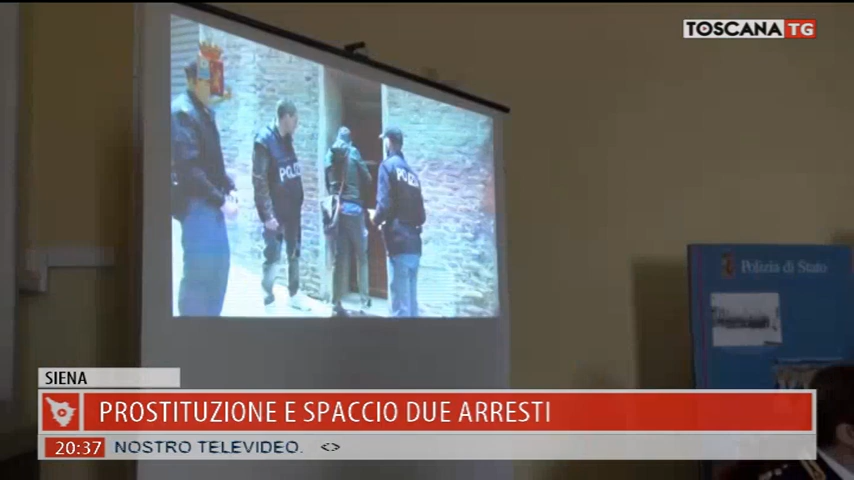 TOSCANA TG
POLIZIA
POLIZIA
Polizia di Stato
SIENA
PROSTITUZIONE E SPACCIO DUE ARRESTI
20:37 NOSTRO TELEVIDEO. <>